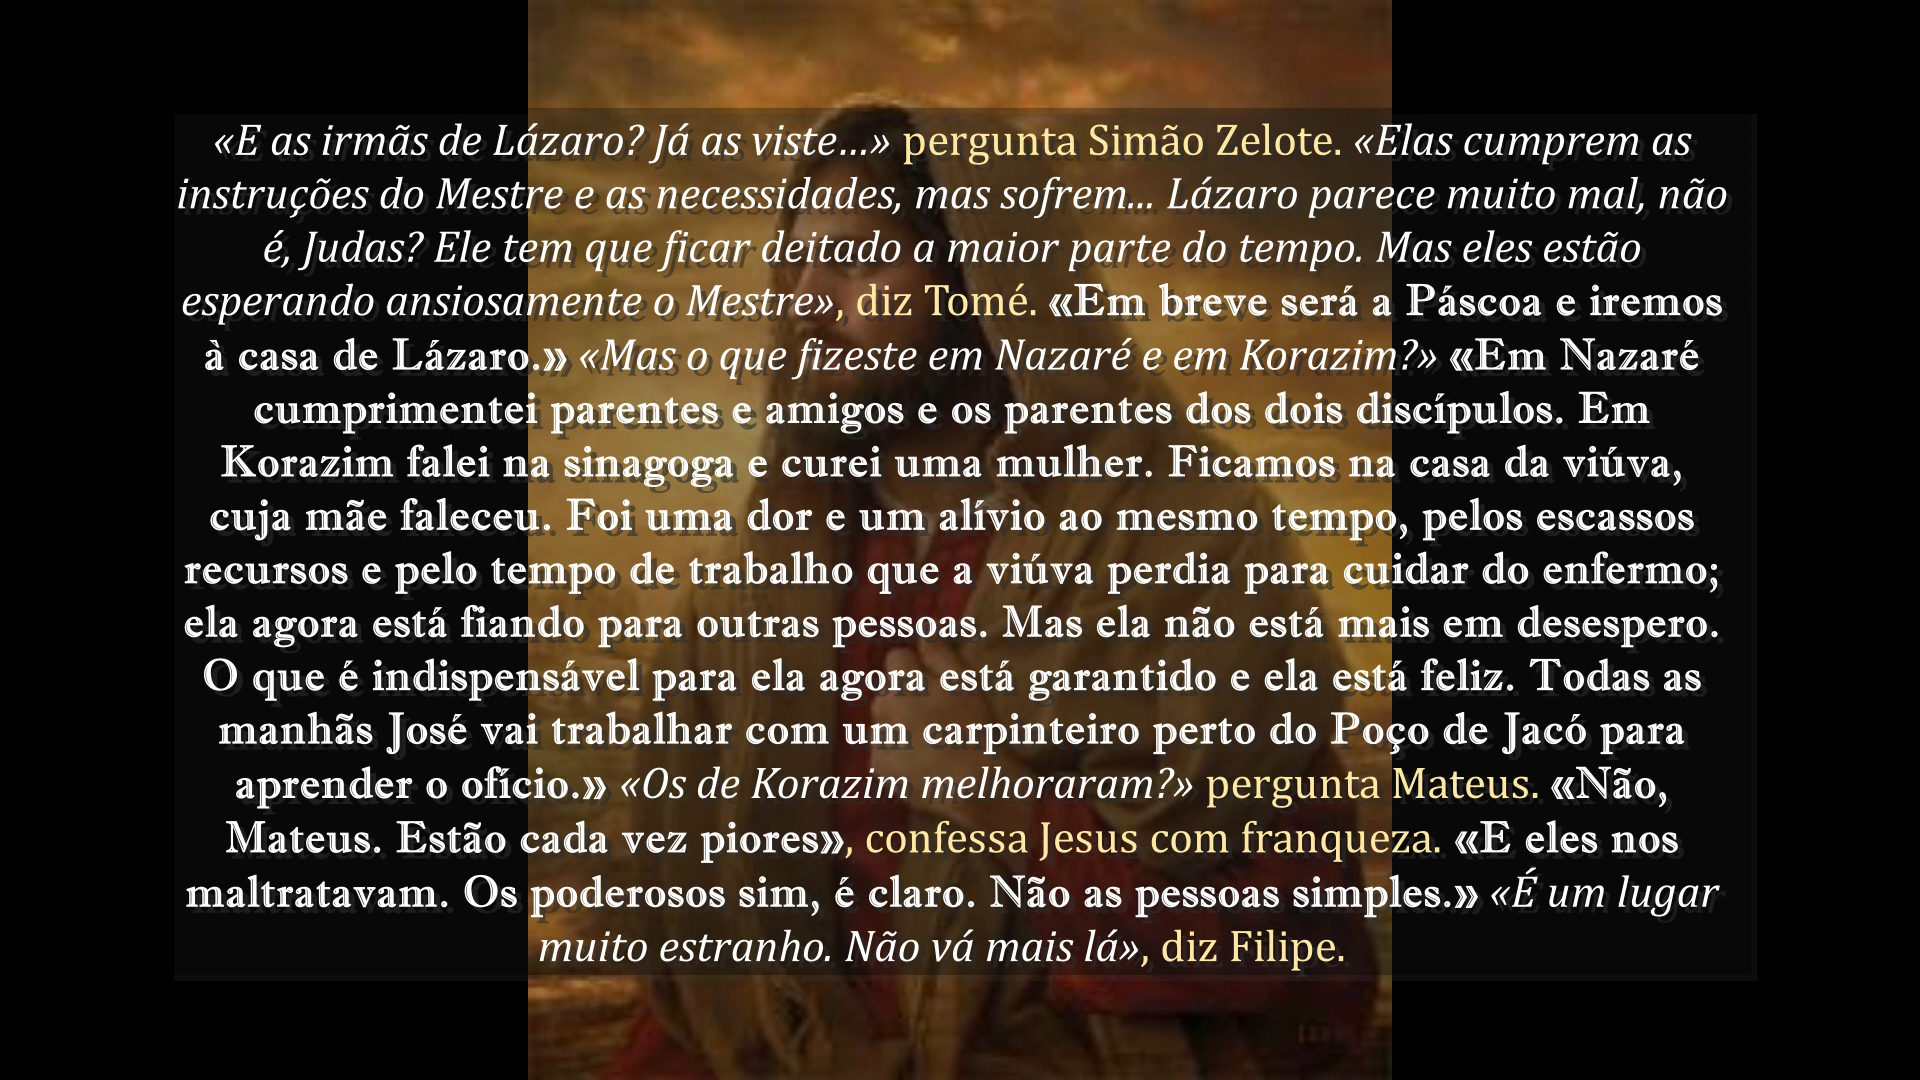 «E as irmãs de Lázaro? Já as viste...» pergunta Simão Zelote. «Elas cumprem as
instruções do Mestre e as necessidades, mas sofrem... Lázaro parece muito mal, não
é, Judas? Ele tem que ficar deitado a maior parte do tempo. Mas eles estão
esperando ansiosamente o Mestre», diz Tomé. «Em breve será a Páscoa e iremos
à casa de Lázaro.» «Mas o que fizeste em Nazaré e em Korazim?» «Em Nazaré
cumprimentei parentes e amigos e os parentes dos dois discípulos. Em
Korazim falei na sinagoga e curei uma mulher. Ficamos na casa da viúva,
cuja mãe faleceu. Foi uma dor e um alívio ao mesmo tempo, pelos escassos
recursos e pelo tempo de trabalho que a viúva perdia para cuidar do enfermo;
ela agora está fiando para outras pessoas. Mas ela não está mais em desespero.
O que é indispensável para ela agora está garantido e ela está feliz. Todas as
manhãs José vai trabalhar com um carpinteiro perto do Poço de Jacó para
aprender o ofício.» «Os de Korazim melhoraram?» pergunta Mateus. «Não,
Mateus. Estão cada vez piores», confessa Jesus com franqueza. «E eles nos
maltratavam. Os poderosos sim, é claro. Não as pessoas simples.» «É um lugar
muito estranho. Não vá mais lá», diz Filipe.